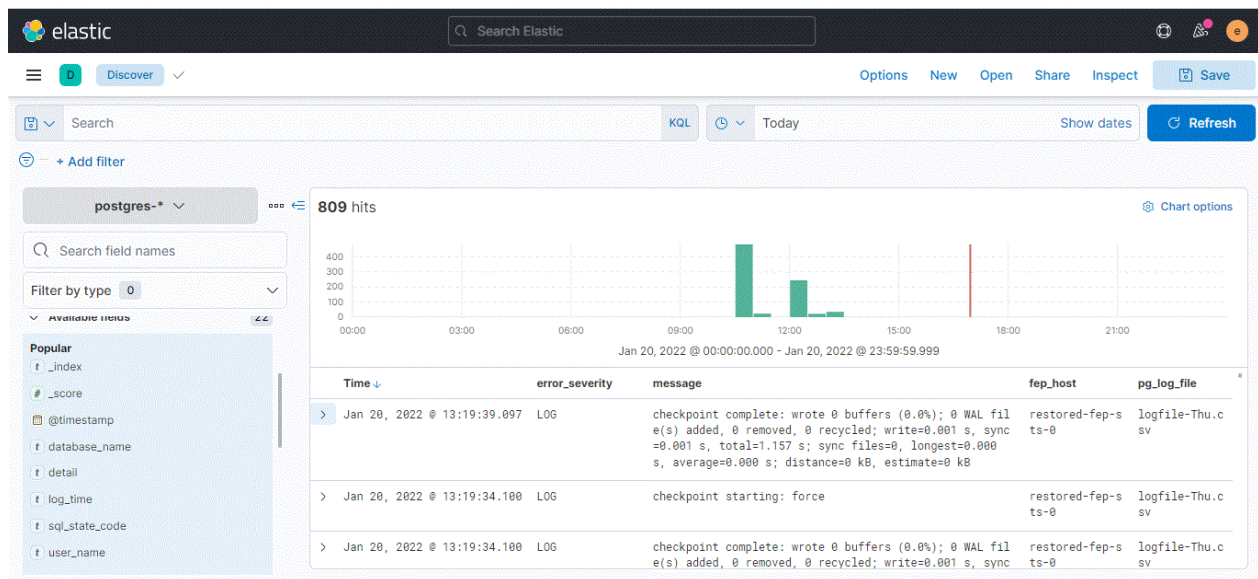 elastic
Search Elastic
e
D
Discover
Options
New
Open
Share
Inspect
Save
Search
KQL
Today
Show dates
Refresh
+ Add filter
postgres-*
809 hits
Chart options
Search field names
Filter by type 0
Available fields
22
Popular
t _index
# _score
@timestamp
t database_name
t detail
t log_time
t sql_state_code
t user_name
400
300
200
100
0
00:00
03:00
06:00
09:00
12:00
15:00
18:00
21:00
Jan 20, 2022 @ 00:00:00.000 - Jan 20, 2022 @ 23:59:59.999
Time
error_severity
message
fep_host
pg_log_file
Jan 20, 2022 @ 13:19:39.097
LOG
checkpoint complete: wrote 0 buffers (0.0%); 0 WAL fil
e(s) added, 0 removed, 0 recycled; write=0.001 s, sync
=0.001 s, total=1.157 s; sync files=0, longest=0.000
s, average=0.000 s; distance=0 kB, estimate=0 kB
restored-fep-s
ts-0
logfile-Thu.c
sv
Jan 20, 2022 @ 13:19:34.100
LOG
checkpoint starting: force
restored-fep-s
ts-0
logfile-Thu.c
sv
Jan 20, 2022 @ 13:19:34.100
LOG
checkpoint complete: wrote 0 buffers (0.0%); 0 WAL fil
e(s) added, 0 removed, 0 recycled; write=0.001 s, sync
restored-fep-s
ts-0
logfile-Thu.c
sv